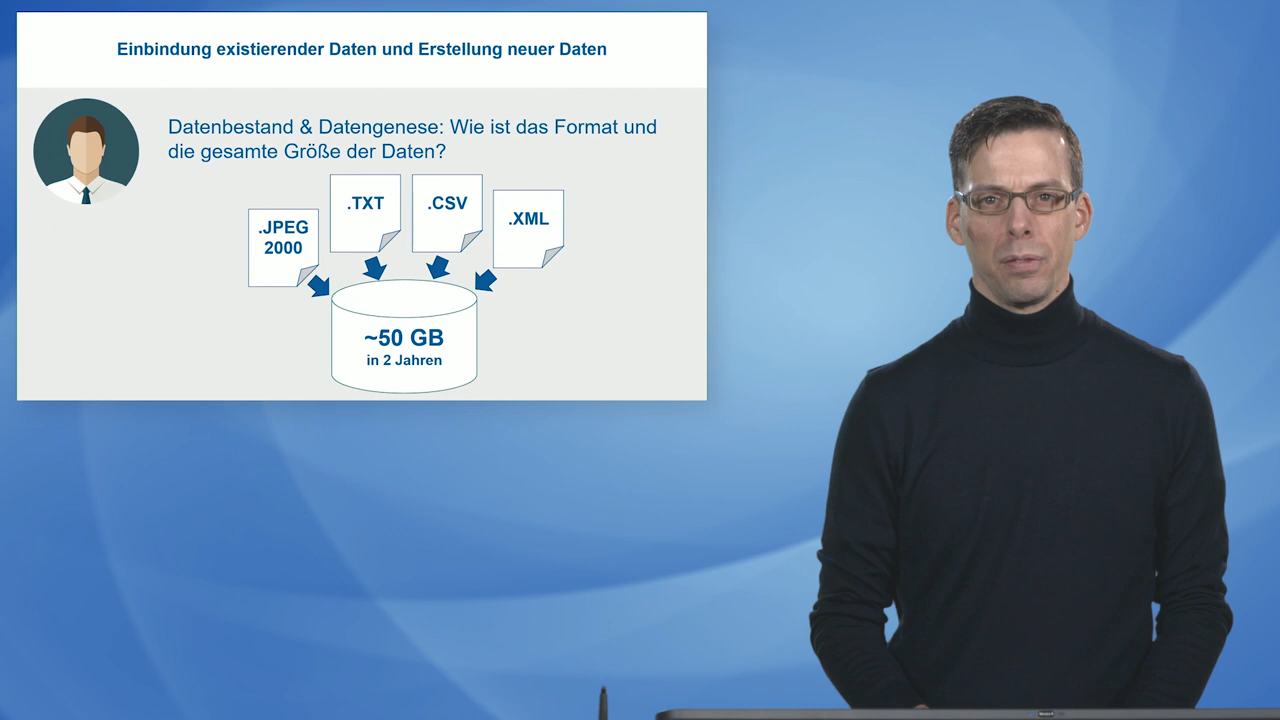 Einbindung existierender Daten und Erstellung neuer Daten
Datenbestand & Datengenese: Wie ist das Format und
die gesamte Größe der Daten?
.JPEG
2000
.TXT
.CSV
.XML
~50 GB
in 2 Jahren